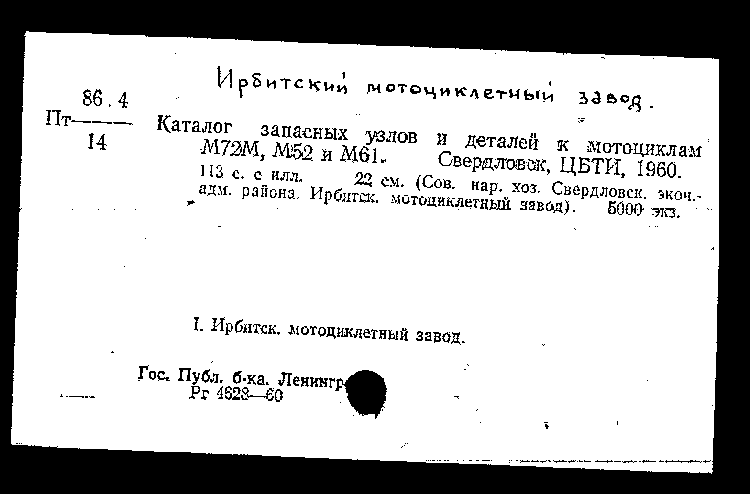 Ирбитский мотоциклетный завод.
86.4
Пт
14
Каталог запасных узлов и деталей к мотоциклам
М72М, М52 и М61. Свердловск, ЦБТИ, 1960.
113 с. с илл. 22 см. (Сов. нар. хоз. Свердловск. экон.-
адм. района. Ирбитск. мотоциклетный завод). 5000 экз.
I. Ирбитск. мотоциклетный завод.
Гос. Публ. б-ка. Ленингр
Рг 4628—60